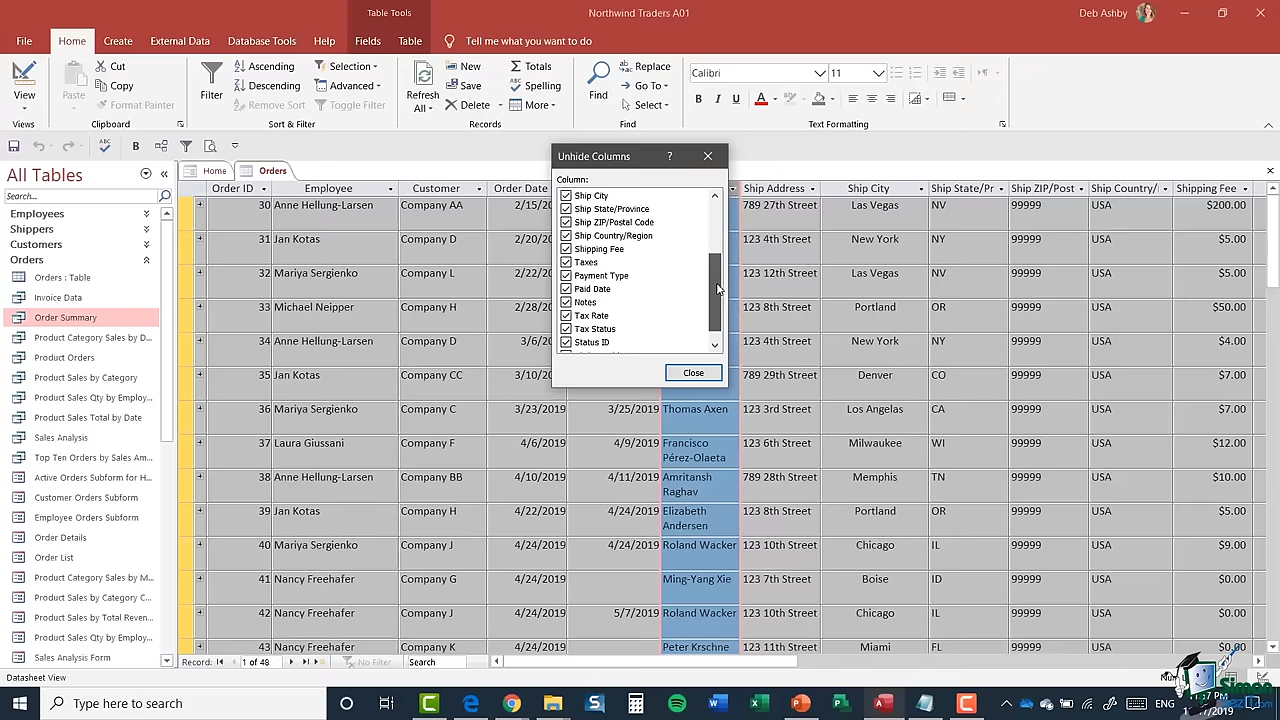 Table Tools
Northwind Traders A01
Deb Ashby
File Home Create External Data Database Tools Help Fields Table Tell me what you want to do
View
Views
Paste
Cut
Copy
Format Painter
Clipboard
Filter
Ascending
Descending
Remove Sort
Selection
Advanced
Toggle Filter
Sort & Filter
Refresh All
New
Save
Delete
Totals
Spelling
More
Records
Find
Replace
Go To
Select
Find
Calibri 11
B I U A
Text Formatting
All Tables
Search...
Employees
Shippers
Customers
Orders
Orders : Table
Invoice Data
Order Summary
Product Category Sales by D...
Product Orders
Product Sales by Category
Product Sales Qty by Employ...
Product Sales Total by Date
Sales Analysis
Top Ten Orders by Sales Am...
Active Orders Subform for H...
Customer Orders Subform
Employee Orders Subform
Order Details
Order List
Product Category Sales by M...
Product Sales by Category C...
Product Sales by Total Reven...
Product Sales Qty by Employ...
Sales Analysis Form
Home Orders
Order ID Employee Customer Order Date Ship Address Ship City Ship State/Pr Ship ZIP/Post Ship Country/ Shipping Fee
30 Anne Hellung-Larsen Company AA 2/15/ 789 27th Street Las Vegas NV 99999 USA $200.00
31 Jan Kotas Company D 2/20/ 123 4th Street New York NY 99999 USA $5.00
32 Mariya Sergienko Company L 2/22/ 123 12th Street Las Vegas NV 99999 USA $5.00
33 Michael Neipper Company H 2/28/ 123 8th Street Portland OR 99999 USA $50.00
34 Anne Hellung-Larsen Company D 3/6/ 123 4th Street New York NY 99999 USA $4.00
35 Jan Kotas Company CC 3/10/ 789 29th Street Denver CO 99999 USA $7.00
36 Mariya Sergienko Company C 3/23/2019 3/25/2019 Thomas Axen 123 3rd Street Los Angelas CA 99999 USA $7.00
37 Laura Giussani Company F 4/6/2019 4/9/2019 Francisco Pérez-Olaeta 123 6th Street Milwaukee WI 99999 USA $12.00
38 Anne Hellung-Larsen Company BB 4/10/2019 4/11/2019 Amritansh Raghav 789 28th Street Memphis TN 99999 USA $10.00
39 Jan Kotas Company H 4/22/2019 4/24/2019 Elizabeth Andersen 123 8th Street Portland OR 99999 USA $5.00
40 Mariya Sergienko Company J 4/24/2019 4/24/2019 Roland Wacker 123 10th Street Chicago IL 99999 USA $9.00
41 Nancy Freehafer Company G 4/24/2019 Ming-Yang Xie 123 7th Street Boise ID 99999 USA $0.00
42 Nancy Freehafer Company J 4/24/2019 5/7/2019 Roland Wacker 123 10th Street Chicago IL 99999 USA $0.00
43 Nancy Freehafer Company K 4/24/2019 Peter Krschne 123 11th Street Miami FL 99999 USA $0.00
Unhide Columns ?
Column:
Ship City
Ship State/Province
Ship ZIP/Postal Code
Ship Country/Region
Shipping Fee
Taxes
Payment Type
Paid Date
Notes
Tax Rate
Tax Status
Status ID
Close
Record: 1 of 48 No Filter Search
Datasheet View
Type here to search
ENG